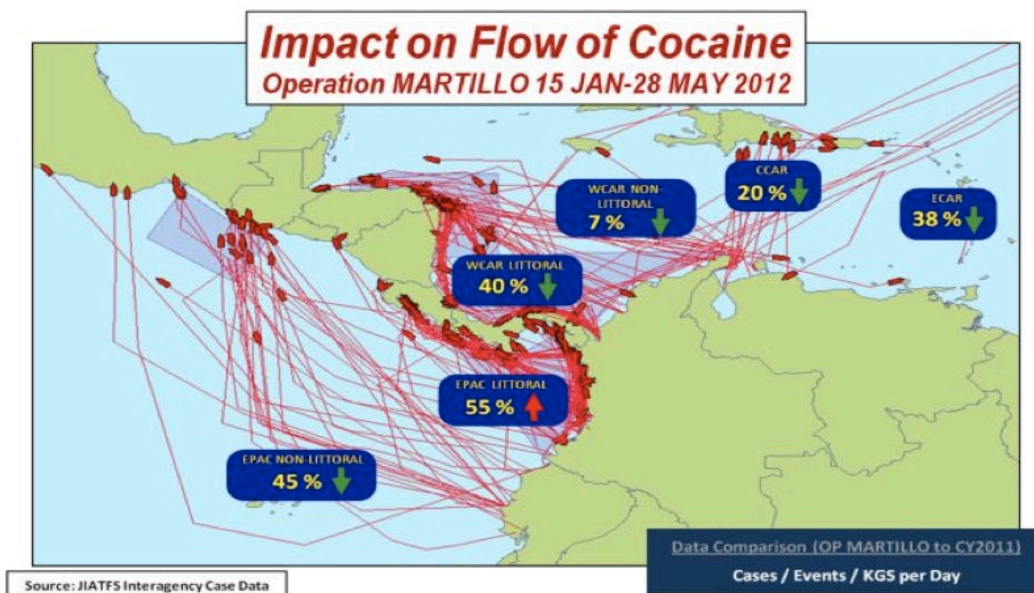 Impact on Flow of Cocaine
Operation MARTILLO 15 JAN-28 MAY 2012
CCAR
20 %
WCAR NON-
LITTORAL
7 %
ECAR
38 %
WCAR LITTORAL
40 %
EPAC LITTORAL
55 %
EPAC NON-LITTORAL
45 %
Data Comparison (OP MARTILLO to CY2011)
Cases / Events / KGS per Day
Source: JIATFS Interagency Case Data